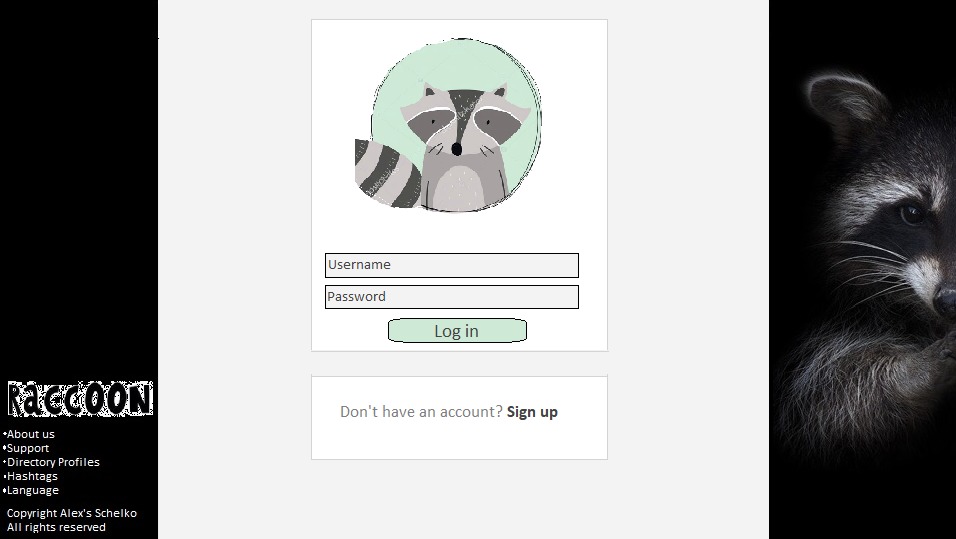 Username
Password
Log in
Don't have an account? Sign up
RaCCOON
•About us
•Support
•Directory Profiles
•Hashtags
•Language
Copyright Alex's Schelko
All rights reserved